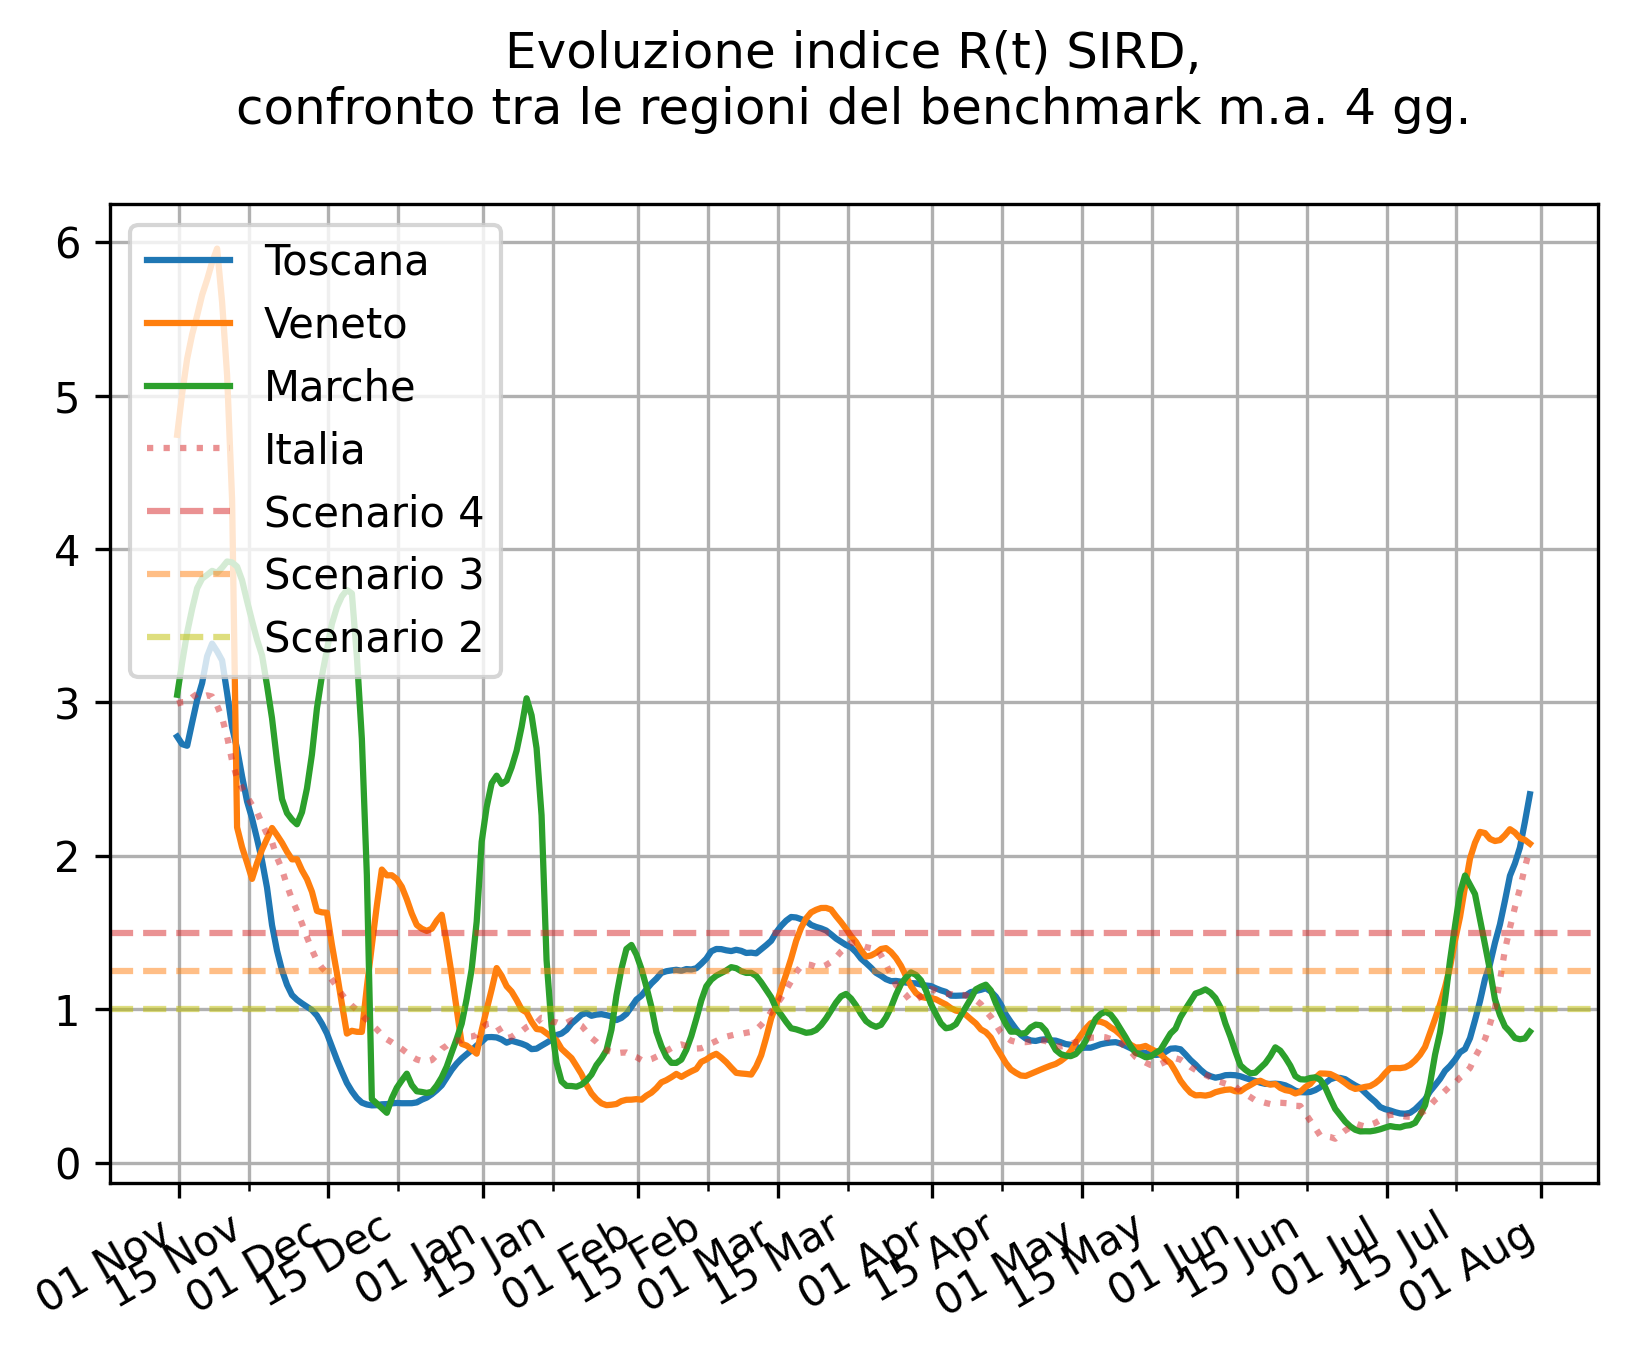 Evoluzione indice R(t) SIRD,
confronto tra le regioni del benchmark m.a. 4 gg.
6
5
4
3
2
1
0
Toscana
Veneto
Marche
Italia
Scenario 4
Scenario 3
Scenario 2
01 Nov
15 Nov
01 Dec
15 Dec
01 Jan
15 Jan
01 Feb
15 Feb
01 Mar
15 Mar
01 Apr
15 Apr
01 May
15 May
01 Jun
15 Jun
01 Jul
15 Jul
01 Aug